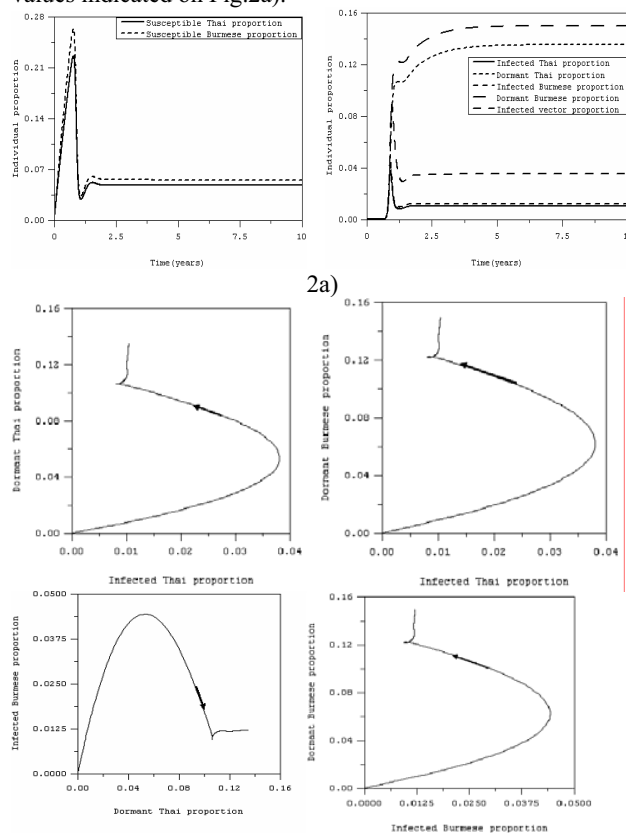 values indicated on Fig.2a).
0.28
0.21
0.14
0.07
0.00
Individual proportion
Susceptible Thai proportion
Susceptible Burmese proportion
0 2.5 5 7.5 10
Time(years)
0.16
0.12
0.08
0.04
0.00
Individual proportion
Infected Thai proportion
Dormant Thai proportion
Infected Burmese proportion
Dormant Burmese proportion
Infected vector proportion
0 2.5 5 7.5 10
Time(years)
2a)
0.16
0.12
0.08
0.04
0.00
Dormant Thai proportion
0.00 0.01 0.02 0.03 0.04
Infected Thai proportion
0.16
0.12
0.08
0.04
0.00
Dormant Burmese proportion
0.00 0.01 0.02 0.03 0.04
Infected Thai proportion
0.0500
0.0375
0.0250
0.0125
0.0000
Infected Burmese proportion
0.00 0.04 0.08 0.12 0.16
Dormant Thai proportion
0.16
0.12
0.08
0.04
0.00
Dormant Burmese proportion
0.0000 0.0125 0.0250 0.0375 0.0500
Infected Burmese proportion